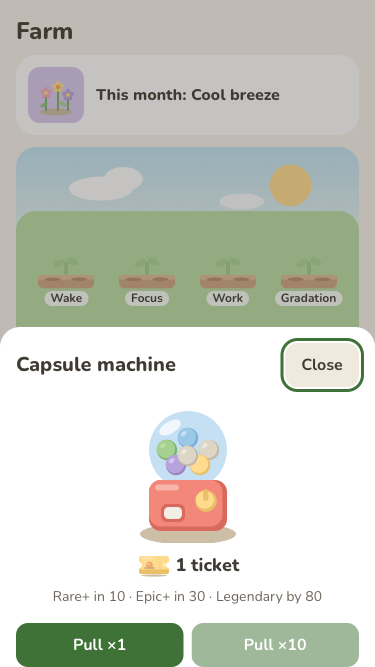 Farm
This month: Cool breeze
Wake
Focus
Work
Gradation
Capsule machine
Close
1 ticket
Rare+ in 10 · Epic+ in 30 · Legendary by 80
Pull ×1
Pull ×10